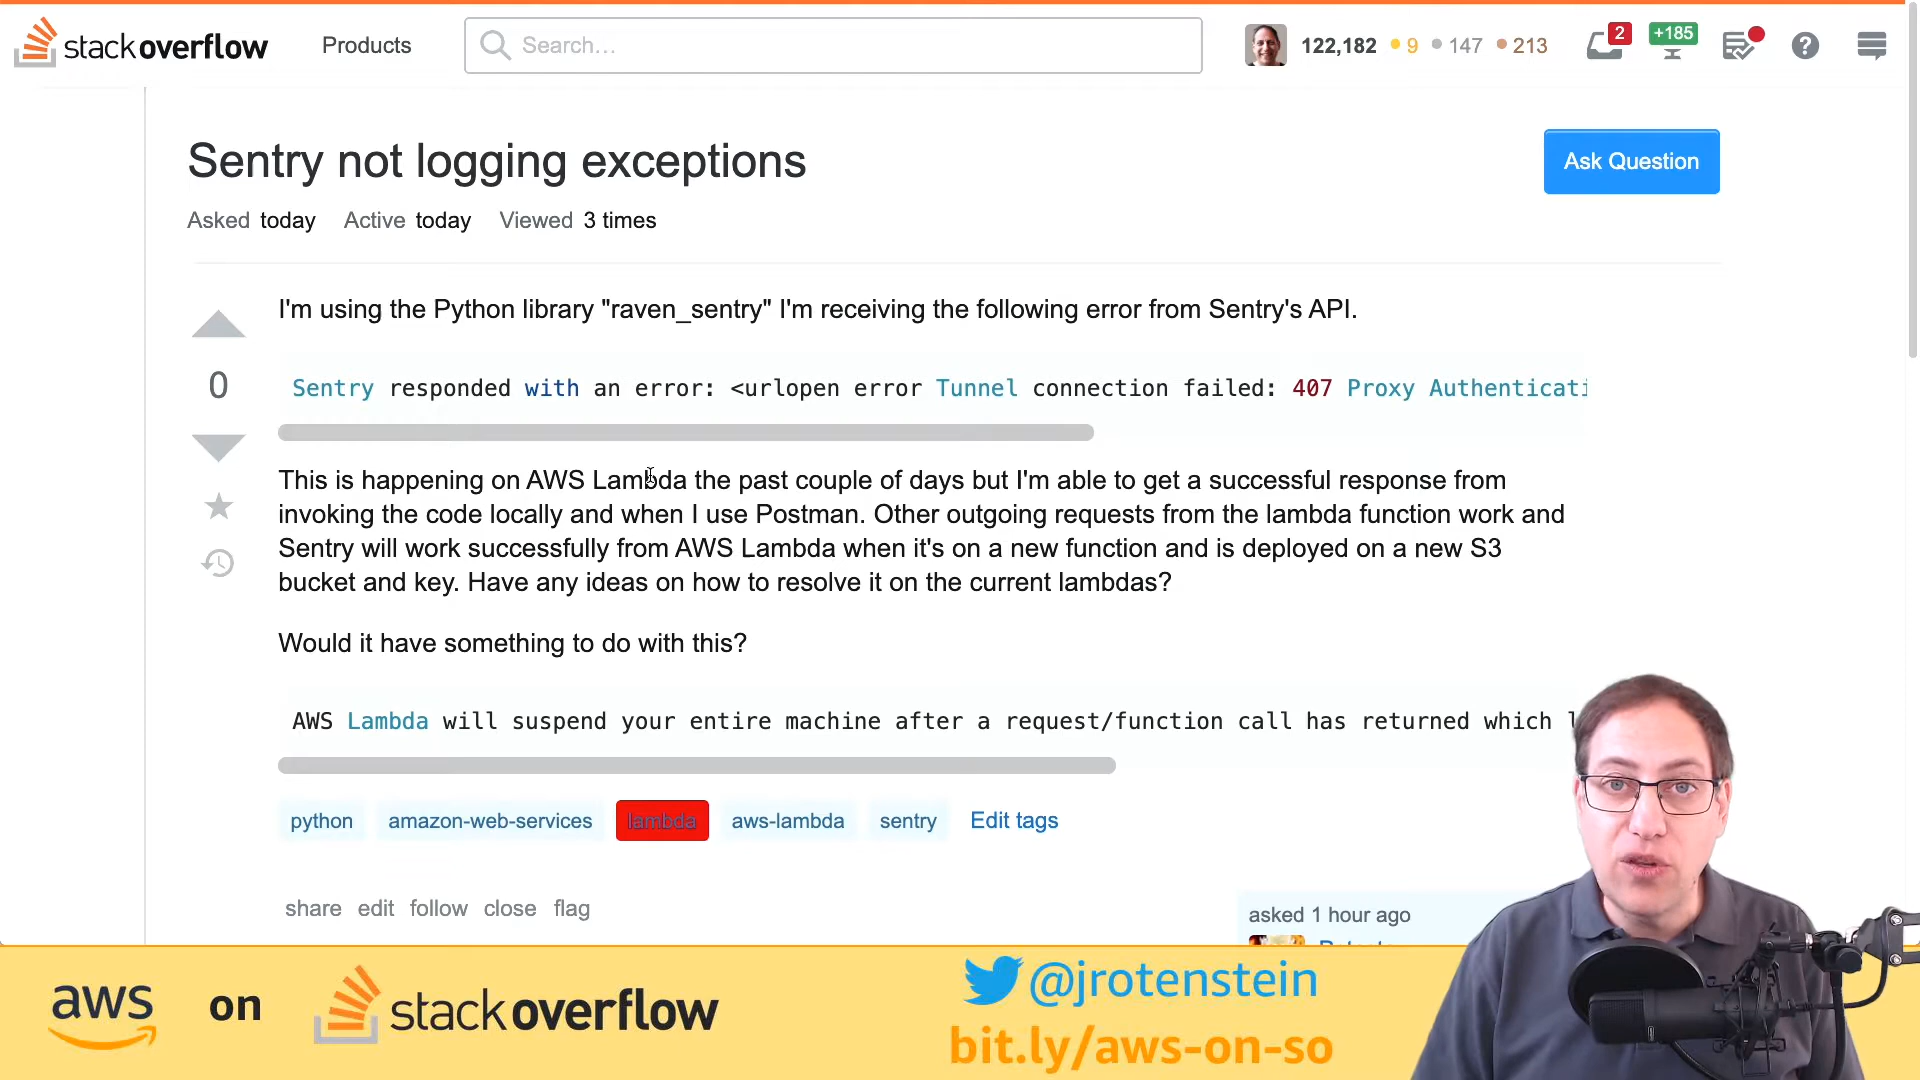 stackoverflow Products Search... 122,182 9 147 213 2 +185 ?
Sentry not logging exceptions
Ask Question
Asked today Active today Viewed 3 times
I'm using the Python library "raven_sentry" I'm receiving the following error from Sentry's API.
0
Sentry responded with an error: <urlopen error Tunnel connection failed: 407 Proxy
This is happening on AWS Lambda the past couple of days but I'm able to get a successful response from
invoking the code locally and when I use Postman. Other outgoing requests from the lambda function work and
Sentry will work successfully from AWS Lambda when it's on a new function and is deployed on a new S3
bucket and key. Have any ideas on how to resolve it on the current lambdas?
Would it have something to do with this?
AWS Lambda will suspend your entire machine after a request/function call has returned which
python amazon-web-services lambda aws-lambda sentry Edit tags
share edit follow close flag
asked 1 hour ago
aws on stackoverflow
@jrotenstein
bit.ly/aws-on-so